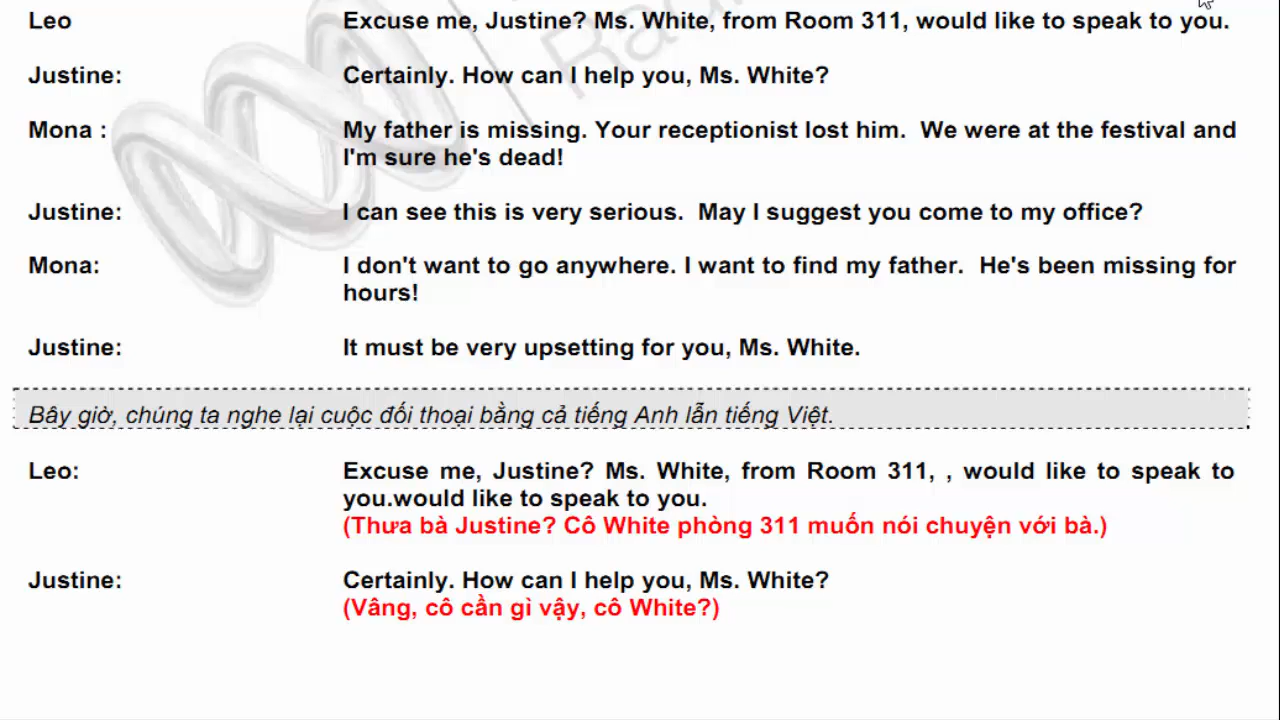 Leo Excuse me, Justine? Ms. White, from Room 311, would like to speak to you.
Justine: Certainly. How can I help you, Ms. White?
Mona : My father is missing. Your receptionist lost him. We were at the festival and
I'm sure he's dead!
Justine: I can see this is very serious. May I suggest you come to my office?
Mona: I don't want to go anywhere. I want to find my father. He's been missing for
hours!
Justine: It must be very upsetting for you, Ms. White.
Bây giờ, chúng ta nghe lại cuộc đối thoại bằng cả tiếng Anh lẫn tiếng Việt.
Leo: Excuse me, Justine? Ms. White, from Room 311, , would like to speak to
you.would like to speak to you.
(Thưa bà Justine? Cô White phòng 311 muốn nói chuyện với bà.)
Justine: Certainly. How can I help you, Ms. White?
(Vâng, cô cần gì vậy, cô White?)